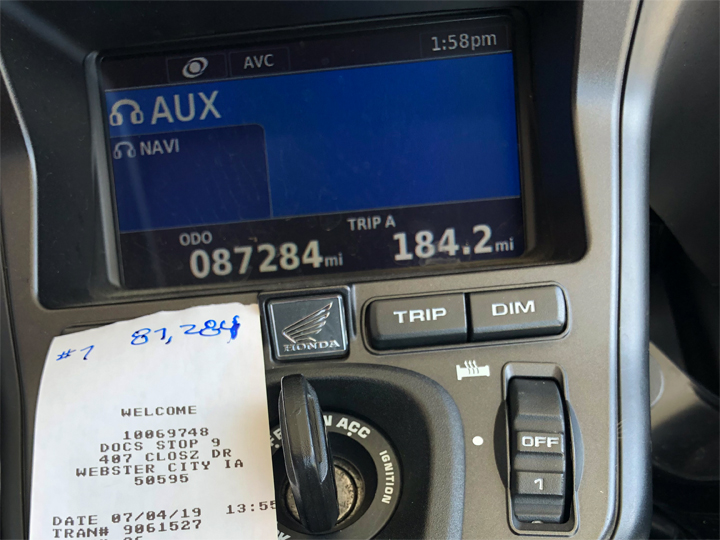 1:58pm
AVC
AUX
NAVI
ODO
087284mi
TRIP A
184.2mi
TRIP
DIM
HONDA
#1 87,284
WELCOME
10069748
DOCS STOP 9
407 CLOSZ DR
WEBSTER CITY IA
50595
DATE 07/04/19 13:55
TRAN# 9061527
ON ACC
IGNITION
OFF
1